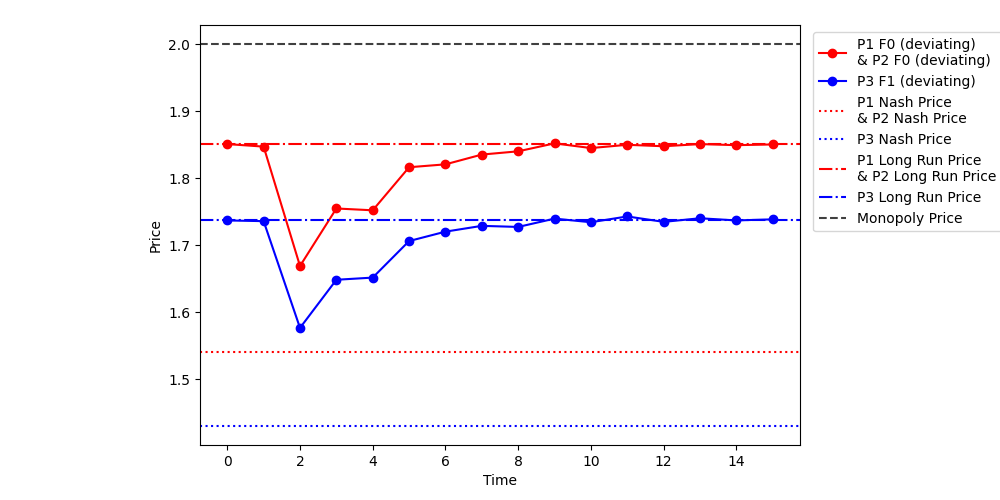 2.0
1.9
1.8
1.7
1.6
1.5
Price
0 2 4 6 8 10 12 14
Time
P1 F0 (deviating)
& P2 F0 (deviating)
P3 F1 (deviating)
P1 Nash Price
& P2 Nash Price
P3 Nash Price
P1 Long Run Price
& P2 Long Run Price
P3 Long Run Price
Monopoly Price